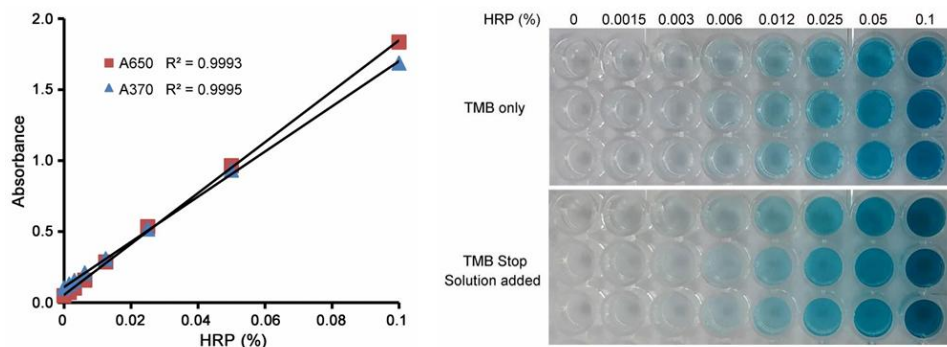 2.0
1.5
1.0
0.5
0.0
Absorbance
A650 R² = 0.9993
A370 R² = 0.9995
0 0.02 0.04 0.06 0.08 0.1
HRP (%)
HRP (%) 0 0.0015 0.003 0.006 0.012 0.025 0.05 0.1
TMB only
TMB Stop
Solution added